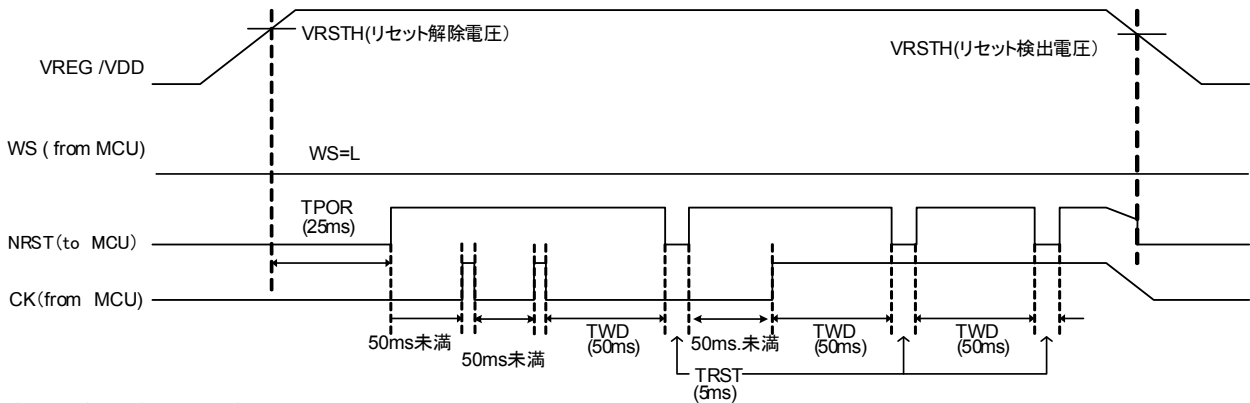 VRSTH(リセット解除電圧)
VRSTH(リセット検出電圧)
VREG /VDD
WS ( from MCU)
WS=L
TPOR
(25ms)
NRST(to MCU)
CK(from MCU)
50ms未満
50ms未満
TWD
(50ms)
50ms.未満
TWD
(50ms)
TWD
(50ms)
TRST
(5ms)